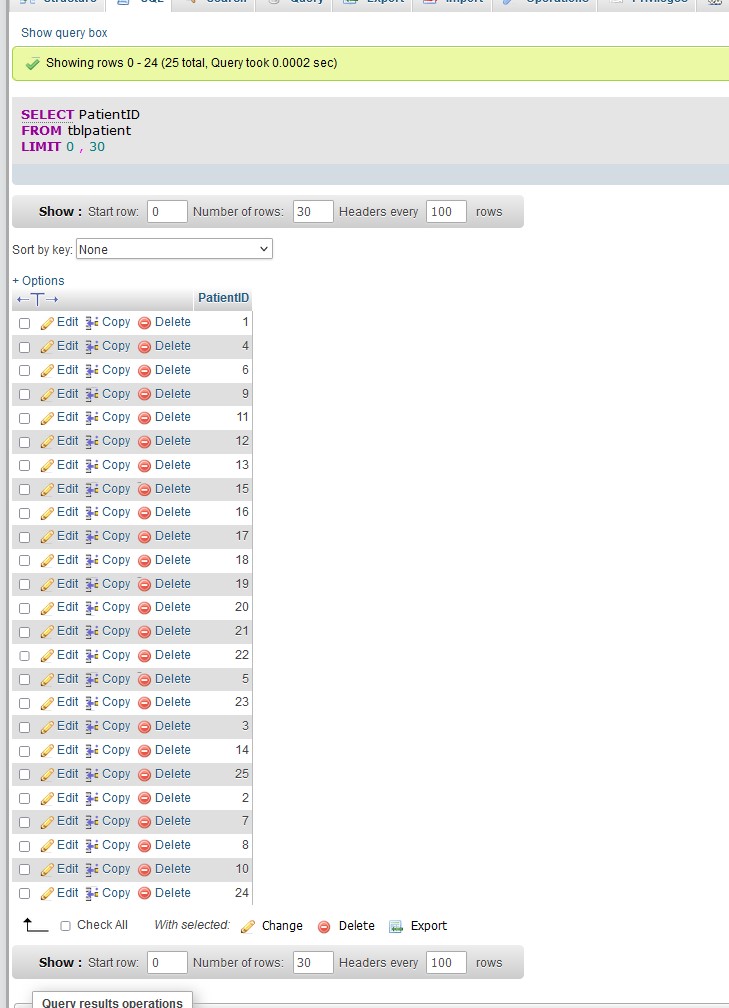 Structure SQL Search Query Export Import Operations Privileges
Show query box
Showing rows 0 - 24 (25 total, Query took 0.0002 sec)
SELECT PatientID
FROM tblpatient
LIMIT 0 , 30
Show : Start row: 0 Number of rows: 30 Headers every 100 rows
Sort by key: None
+ Options
←T→ PatientID
Edit Copy Delete 1
Edit Copy Delete 4
Edit Copy Delete 6
Edit Copy Delete 9
Edit Copy Delete 11
Edit Copy Delete 12
Edit Copy Delete 13
Edit Copy Delete 15
Edit Copy Delete 16
Edit Copy Delete 17
Edit Copy Delete 18
Edit Copy Delete 19
Edit Copy Delete 20
Edit Copy Delete 21
Edit Copy Delete 22
Edit Copy Delete 5
Edit Copy Delete 23
Edit Copy Delete 3
Edit Copy Delete 14
Edit Copy Delete 25
Edit Copy Delete 2
Edit Copy Delete 7
Edit Copy Delete 8
Edit Copy Delete 10
Edit Copy Delete 24
Check All With selected: Change Delete Export
Show : Start row: 0 Number of rows: 30 Headers every 100 rows
Query results operations